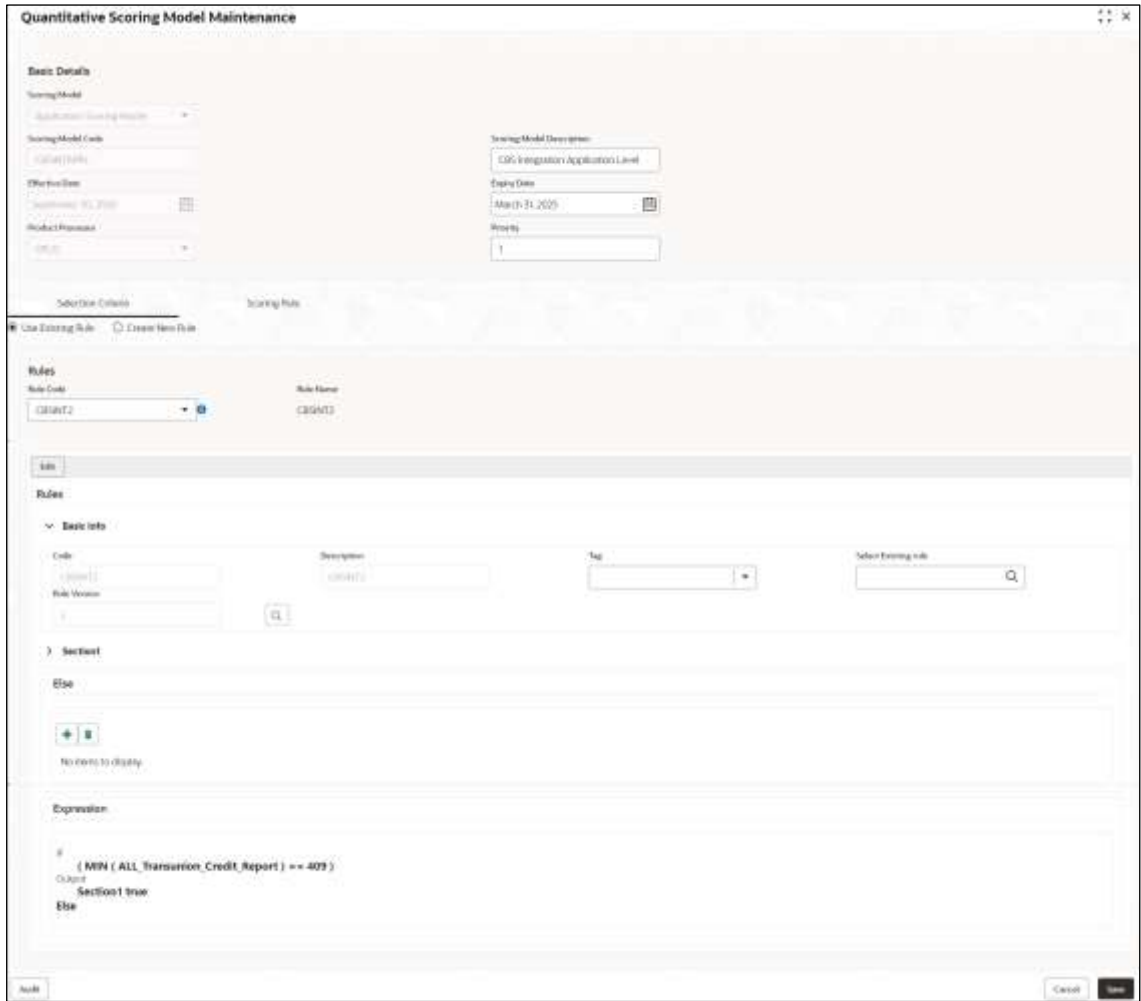 Quantitative Scoring Model Maintenance
Basic Details
Scoring Model
Application Scoring Model
Scoring Model Code
Scoring Model Description
CBS Integration Application Level
Effective Date
Expiry Date
March 31, 2025
Product Processor
Priority
1
Selection Criteria
Scoring Rule
Use Existing Rule
Create New Rule
Rules
Rule Code
Rule Name
Edit
Rules
Basic Info
Code
Description
Tag
Select Existing rule
Rule Version
Section1
Else
No items to display.
Expression
If
( MIN ( ALL_Transunion_Credit_Report ) == 409 )
Output
Section1 true
Else
Audit
Cancel
Save